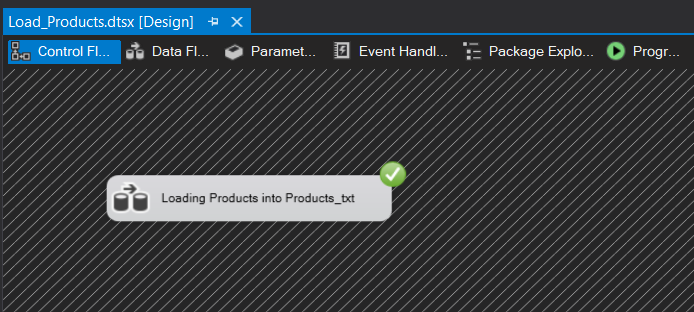 Load_Products.dtsx [Design]
Control Fl... Data Fl... Paramet... Event Handl... Package Explo... Progr...
Loading Products into Products_txt